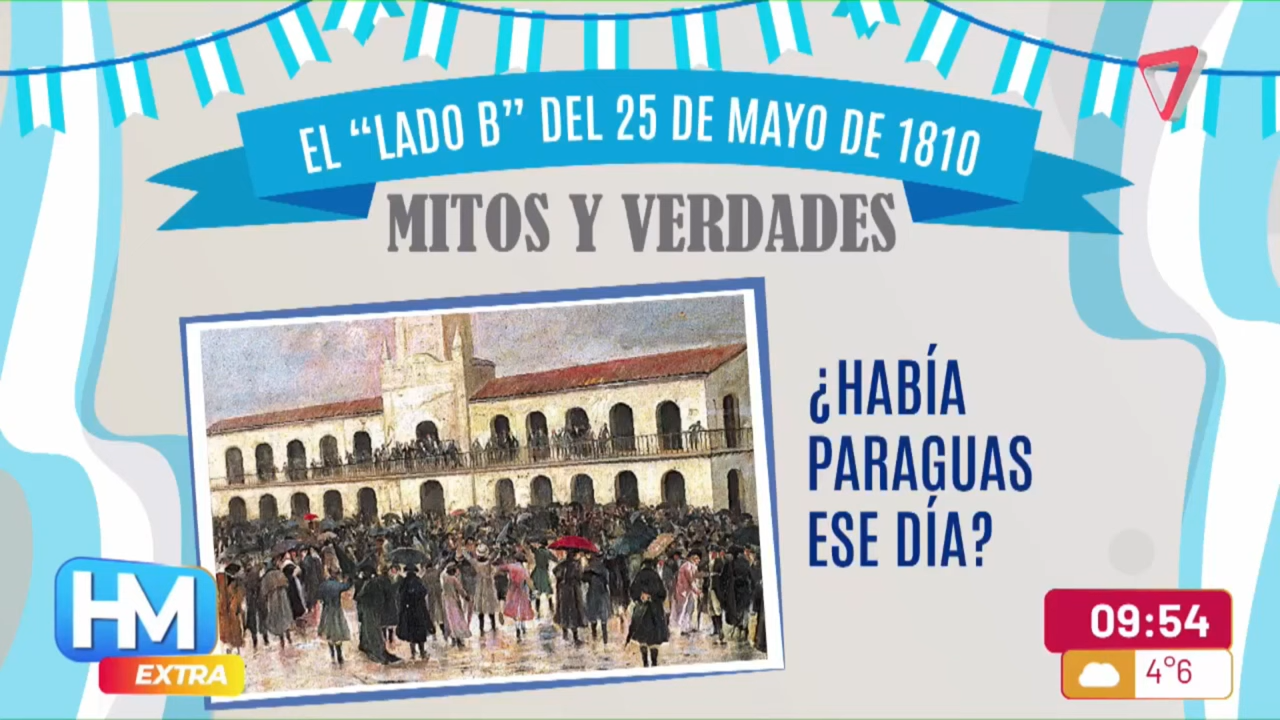 EL “LADO B” DEL 25 DE MAYO DE 1810
MITOS Y VERDADES
¿HABÍA
PARAGUAS
ESE DÍA?
HM
EXTRA
09:54
4°6